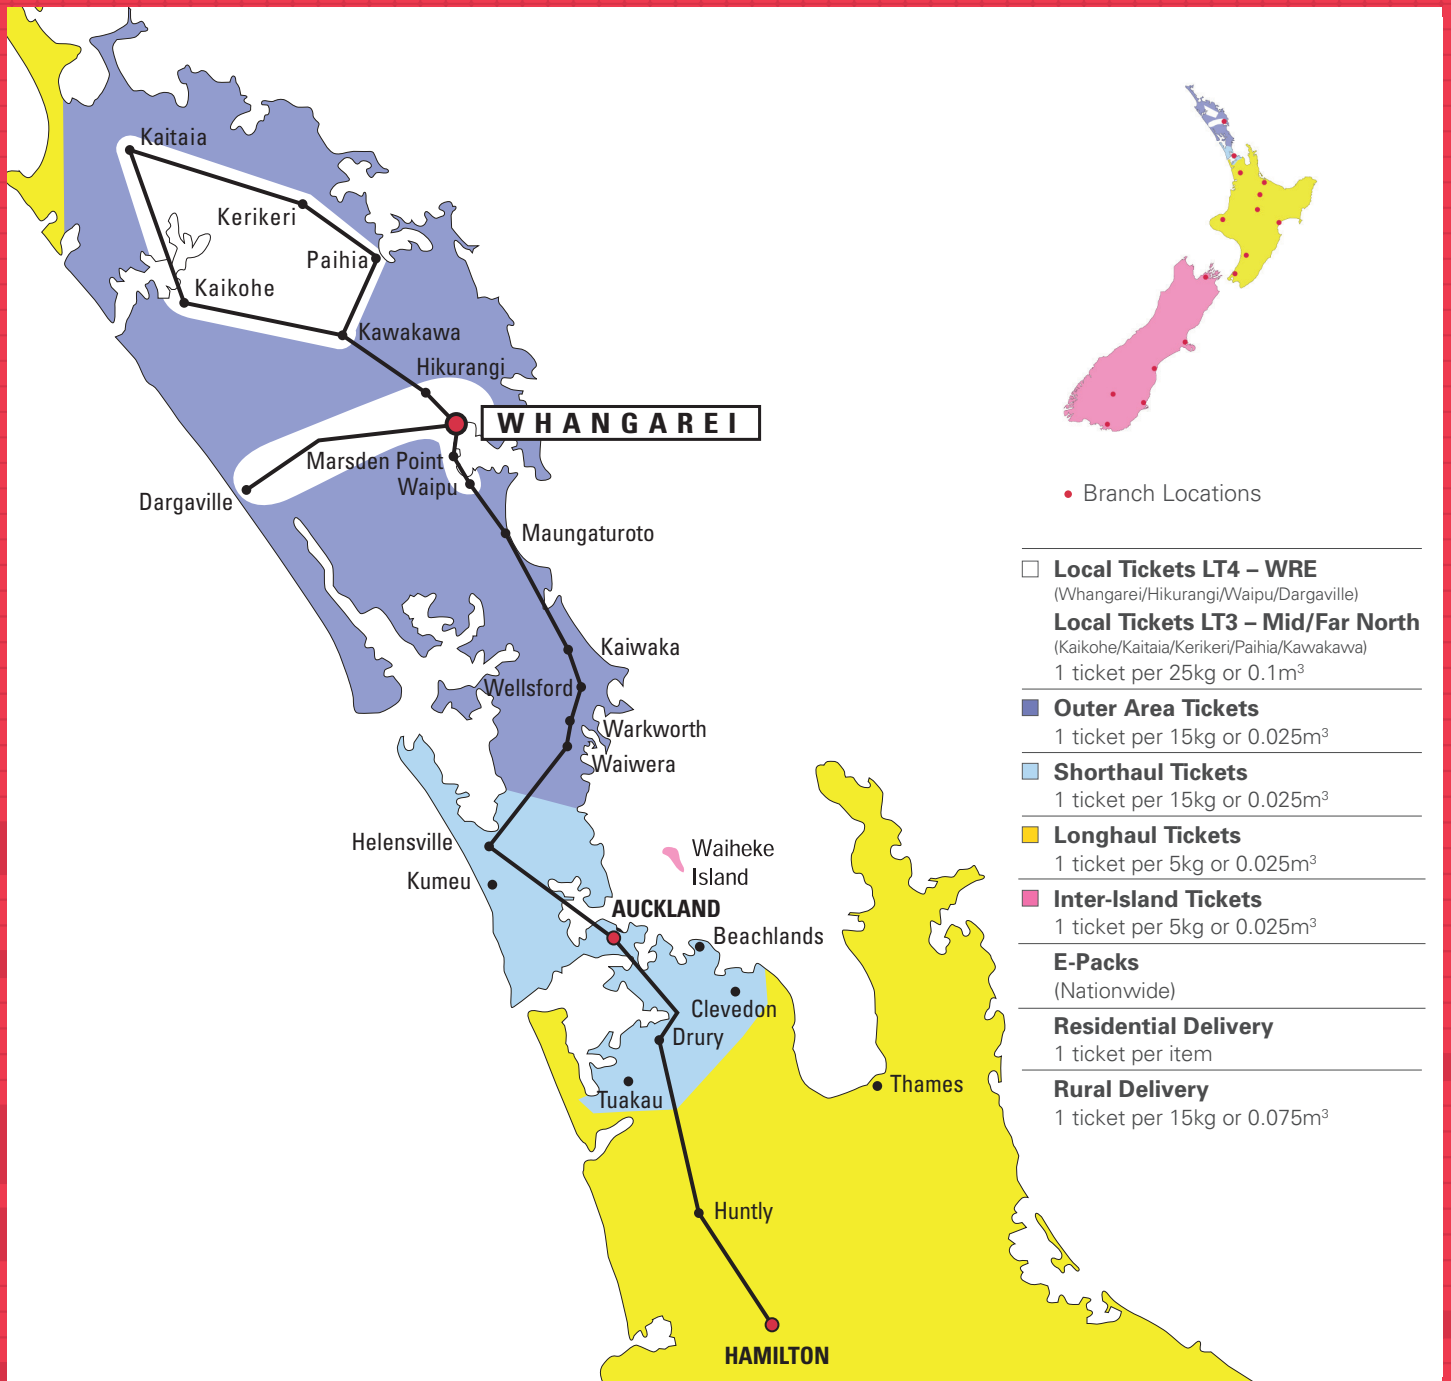 Kaitaia
Kerikeri
Paihia
Kaikohe
Kawakawa
Hikurangi
WHANGAREI
Marsden Point
Waipu
Dargaville
Maungaturoto
Kaiwaka
Wellsford
Warkworth
Waiwera
Helensville
Kumeu
Waiheke
Island
AUCKLAND
Beachlands
Clevedon
Drury
Tuakau
Thames
Huntly
HAMILTON
Branch Locations
Local Tickets LT4 – WRE
(Whangarei/Hikurangi/Waipu/Dargaville)
Local Tickets LT3 – Mid/Far North
(Kaikohe/Kaitaia/Kerikeri/Paihia/Kawakawa)
1 ticket per 25kg or 0.1m³
Outer Area Tickets
1 ticket per 15kg or 0.025m³
Shorthaul Tickets
1 ticket per 15kg or 0.025m³
Longhaul Tickets
1 ticket per 5kg or 0.025m³
Inter-Island Tickets
1 ticket per 5kg or 0.025m³
E-Packs
(Nationwide)
Residential Delivery
1 ticket per item
Rural Delivery
1 ticket per 15kg or 0.075m³